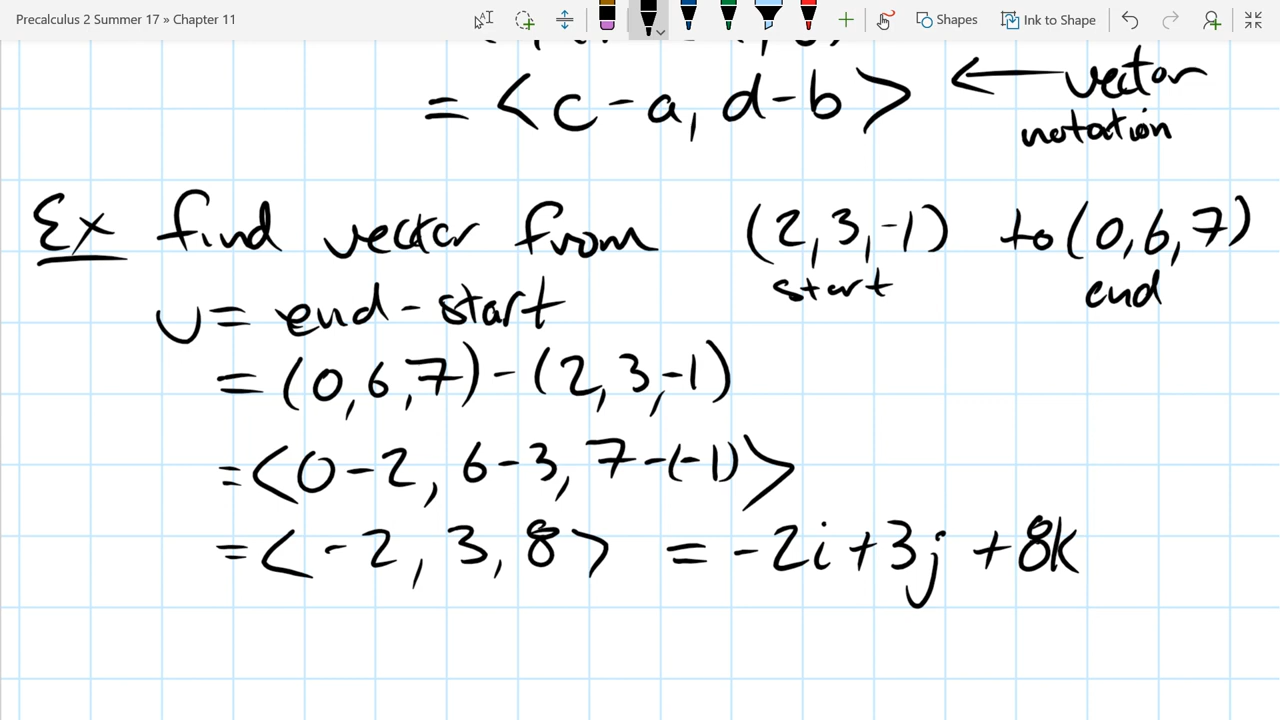 Precalculus 2 Summer 17 » Chapter 11
Shapes
Ink to Shape
= <c-a, d-b> ← vector
notation
Ex find vector from (2,3,-1) to (0,6,7)
start end
u = end - start
= (0,6,7) - (2,3,-1)
= <0-2, 6-3, 7-(-1)>
= <-2, 3, 8> = -2i+3j+8k